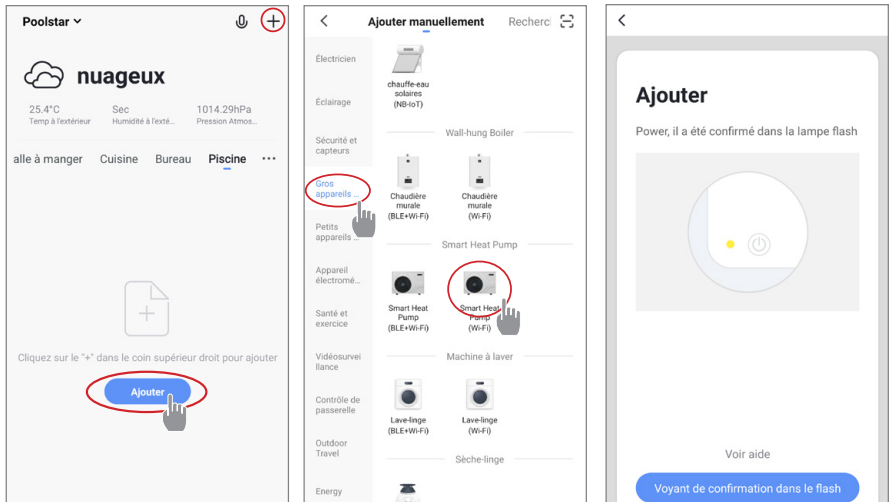 Poolstar
nuageux
25.4°C
Temp à l'extérieur
Sec
Humidité à l'exté...
1014.29hPa
Pression Atmos...
alle à manger
Cuisine
Bureau
Piscine
Cliquez sur le "+" dans le coin supérieur droit pour ajouter
Ajouter
Ajouter manuellement
Recherc
Électricien
Éclairage
Sécurité et
capteurs
Gros
appareils ...
Petits
appareils ...
Appareil
électromé...
Santé et
exercice
Vidéosurvei
llance
Contrôle de
passerelle
Outdoor
Travel
Energy
chauffe-eau
solaires
(NB-IoT)
Wall-hung Boiler
Chaudière
murale
(BLE+Wi-Fi)
Chaudière
murale
(Wi-Fi)
Smart Heat Pump
Smart Heat
Pump
(BLE+Wi-Fi)
Smart Heat
Pump
(Wi-Fi)
Machine à laver
Lave-linge
(BLE+Wi-Fi)
Lave-linge
(Wi-Fi)
Sèche-linge
Ajouter
Power, il a été confirmé dans la lampe flash
Voir aide
Voyant de confirmation dans le flash